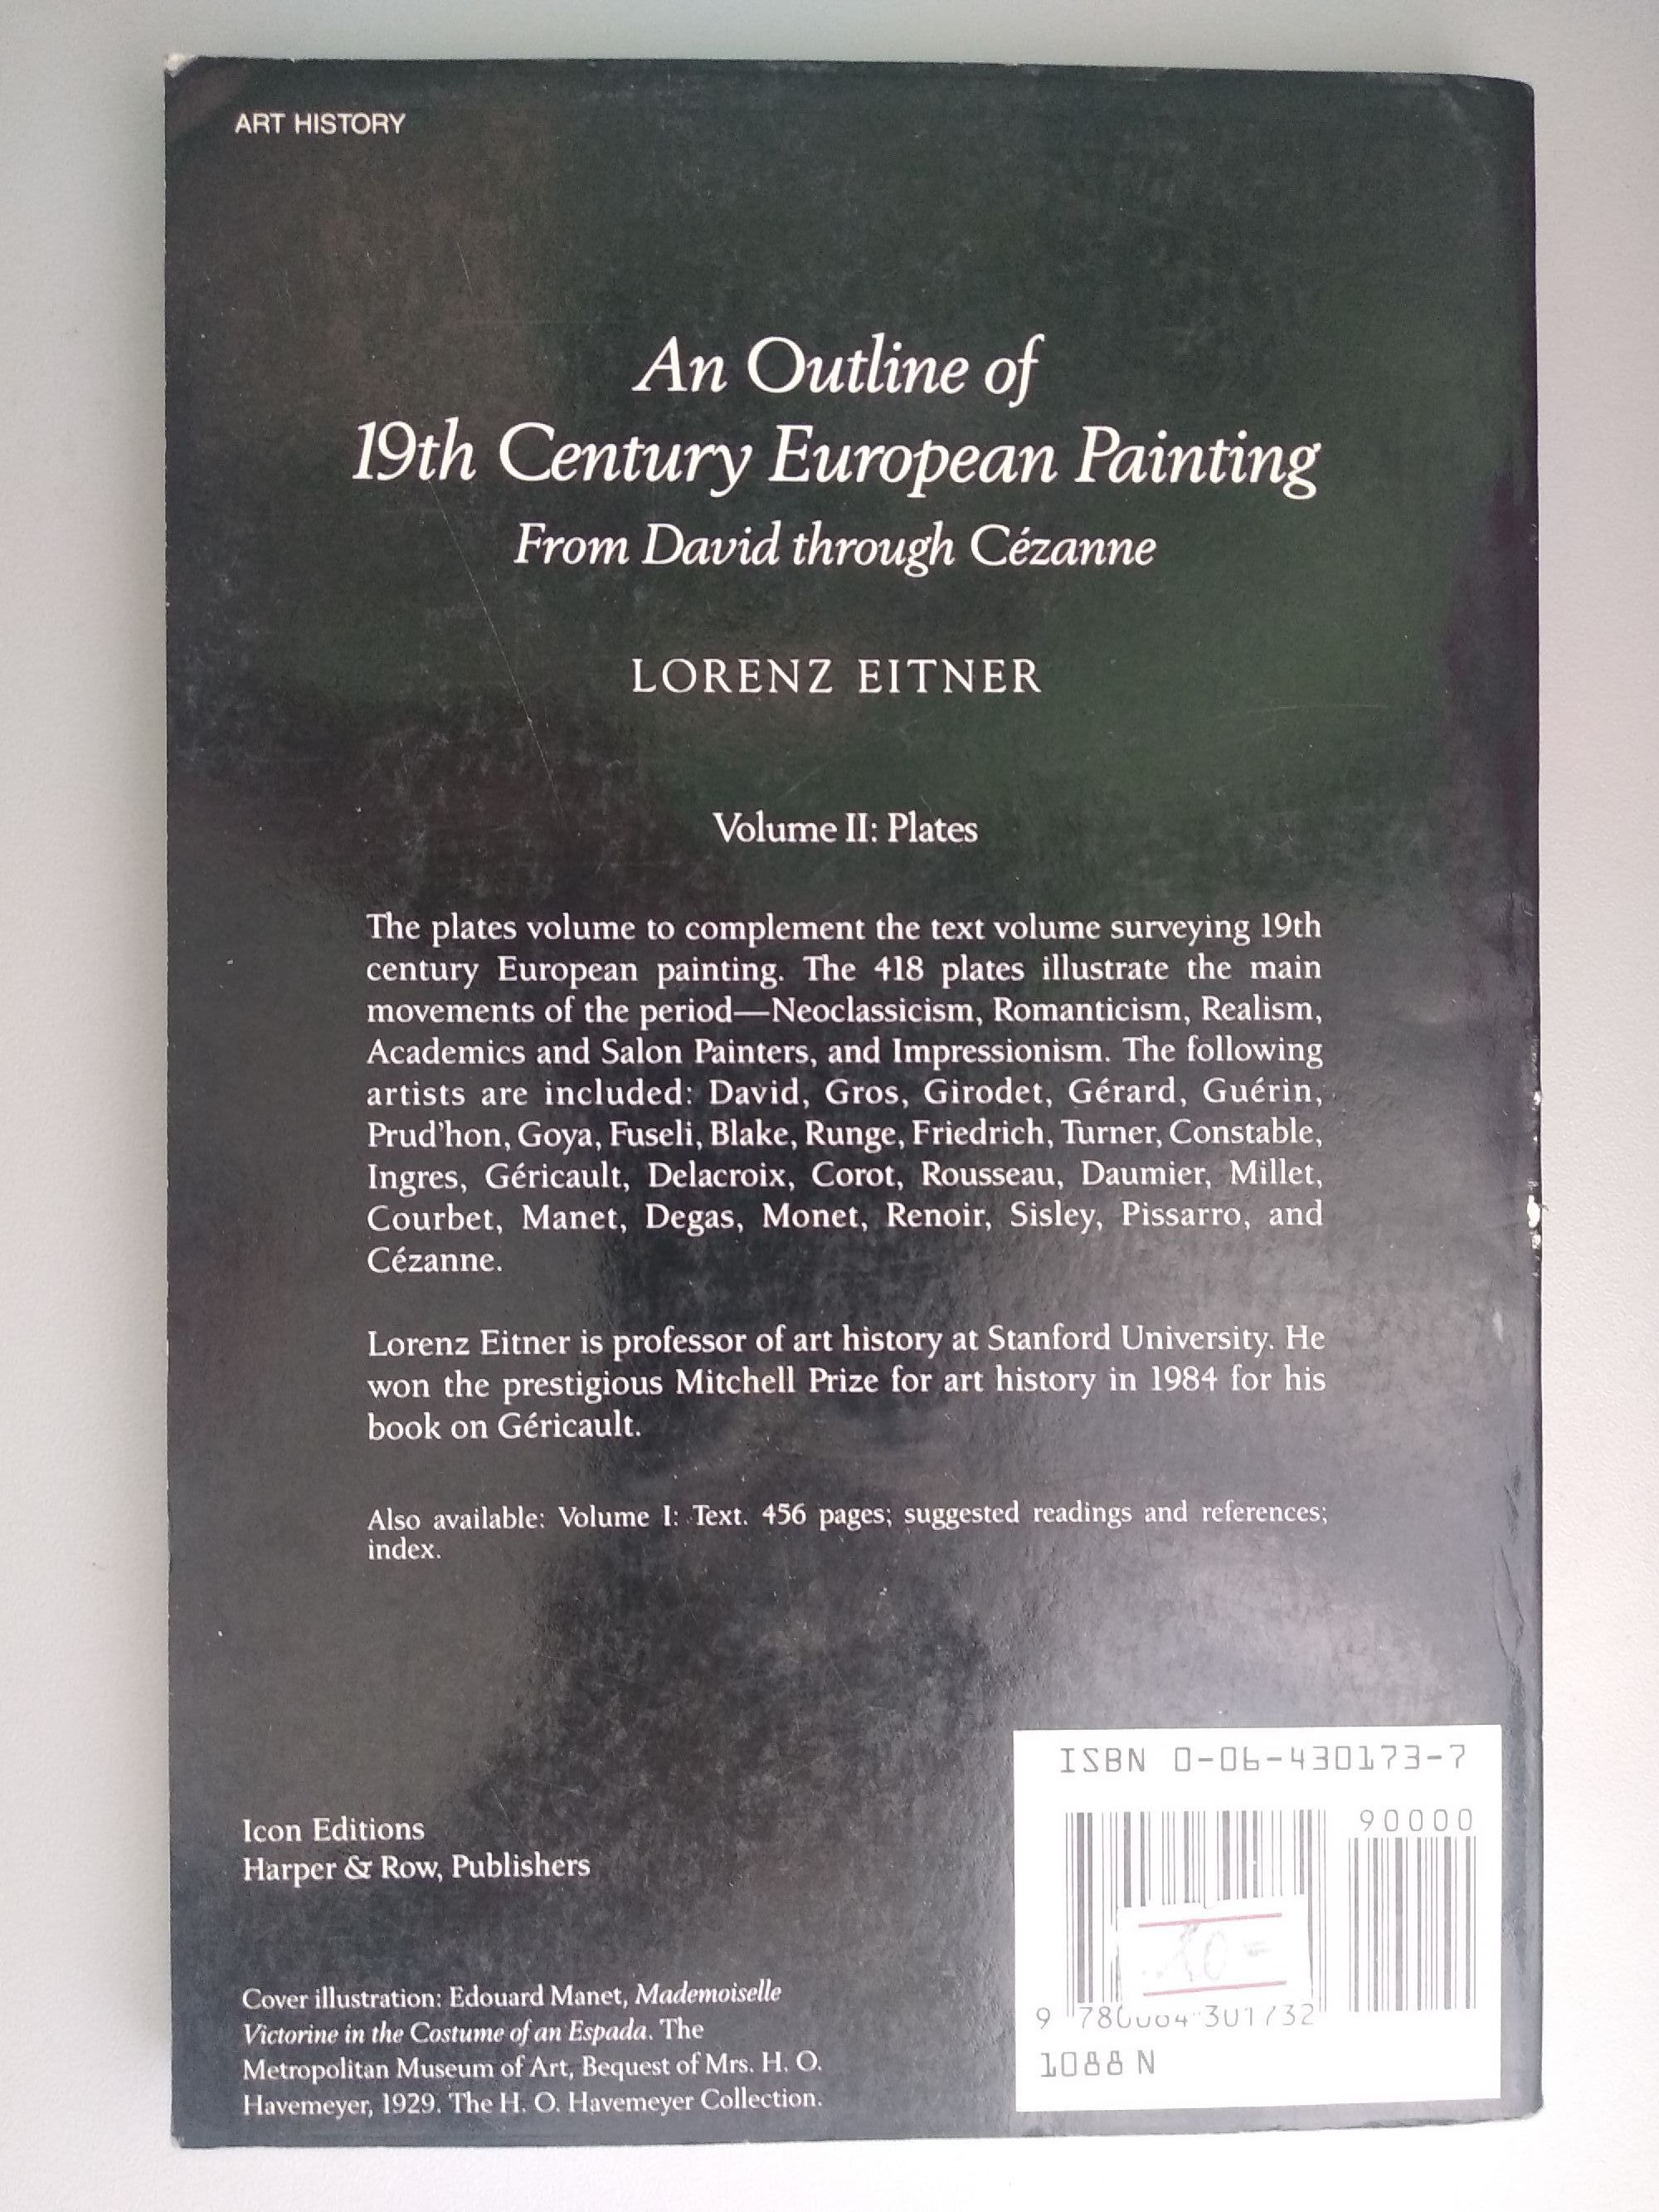 ART HISTORY
An Outline of
19th Century European Painting
From David through Cézanne
LORENZ EITNER
Volume II: Plates
The plates volume to complement the text volume surveying 19th
century European painting. The 418 plates illustrate the main
movements of the period—Neoclassicism, Romanticism, Realism,
Academics and Salon Painters, and Impressionism. The following
artists are included: David, Gros, Girodet, Gérard, Guérin,
Prud'hon, Goya, Fuseli, Blake, Runge, Friedrich, Turner, Constable,
Ingres, Géricault, Delacroix, Corot, Rousseau, Daumier, Millet,
Courbet, Manet, Degas, Monet, Renoir, Sisley, Pissarro, and
Cézanne.
Lorenz Eitner is professor of art history at Stanford University. He
won the prestigious Mitchell Prize for art history in 1984 for his
book on Géricault.
Also available: Volume I: Text. 456 pages; suggested readings and references;
index.
Icon Editions
Harper & Row, Publishers
Cover illustration: Edouard Manet, Mademoiselle
Victorine in the Costume of an Espada. The
Metropolitan Museum of Art, Bequest of Mrs. H. O.
Havemeyer, 1929. The H. O. Havemeyer Collection.
ISBN 0-06-430173-7
90000
9 780064 301732
1088 N